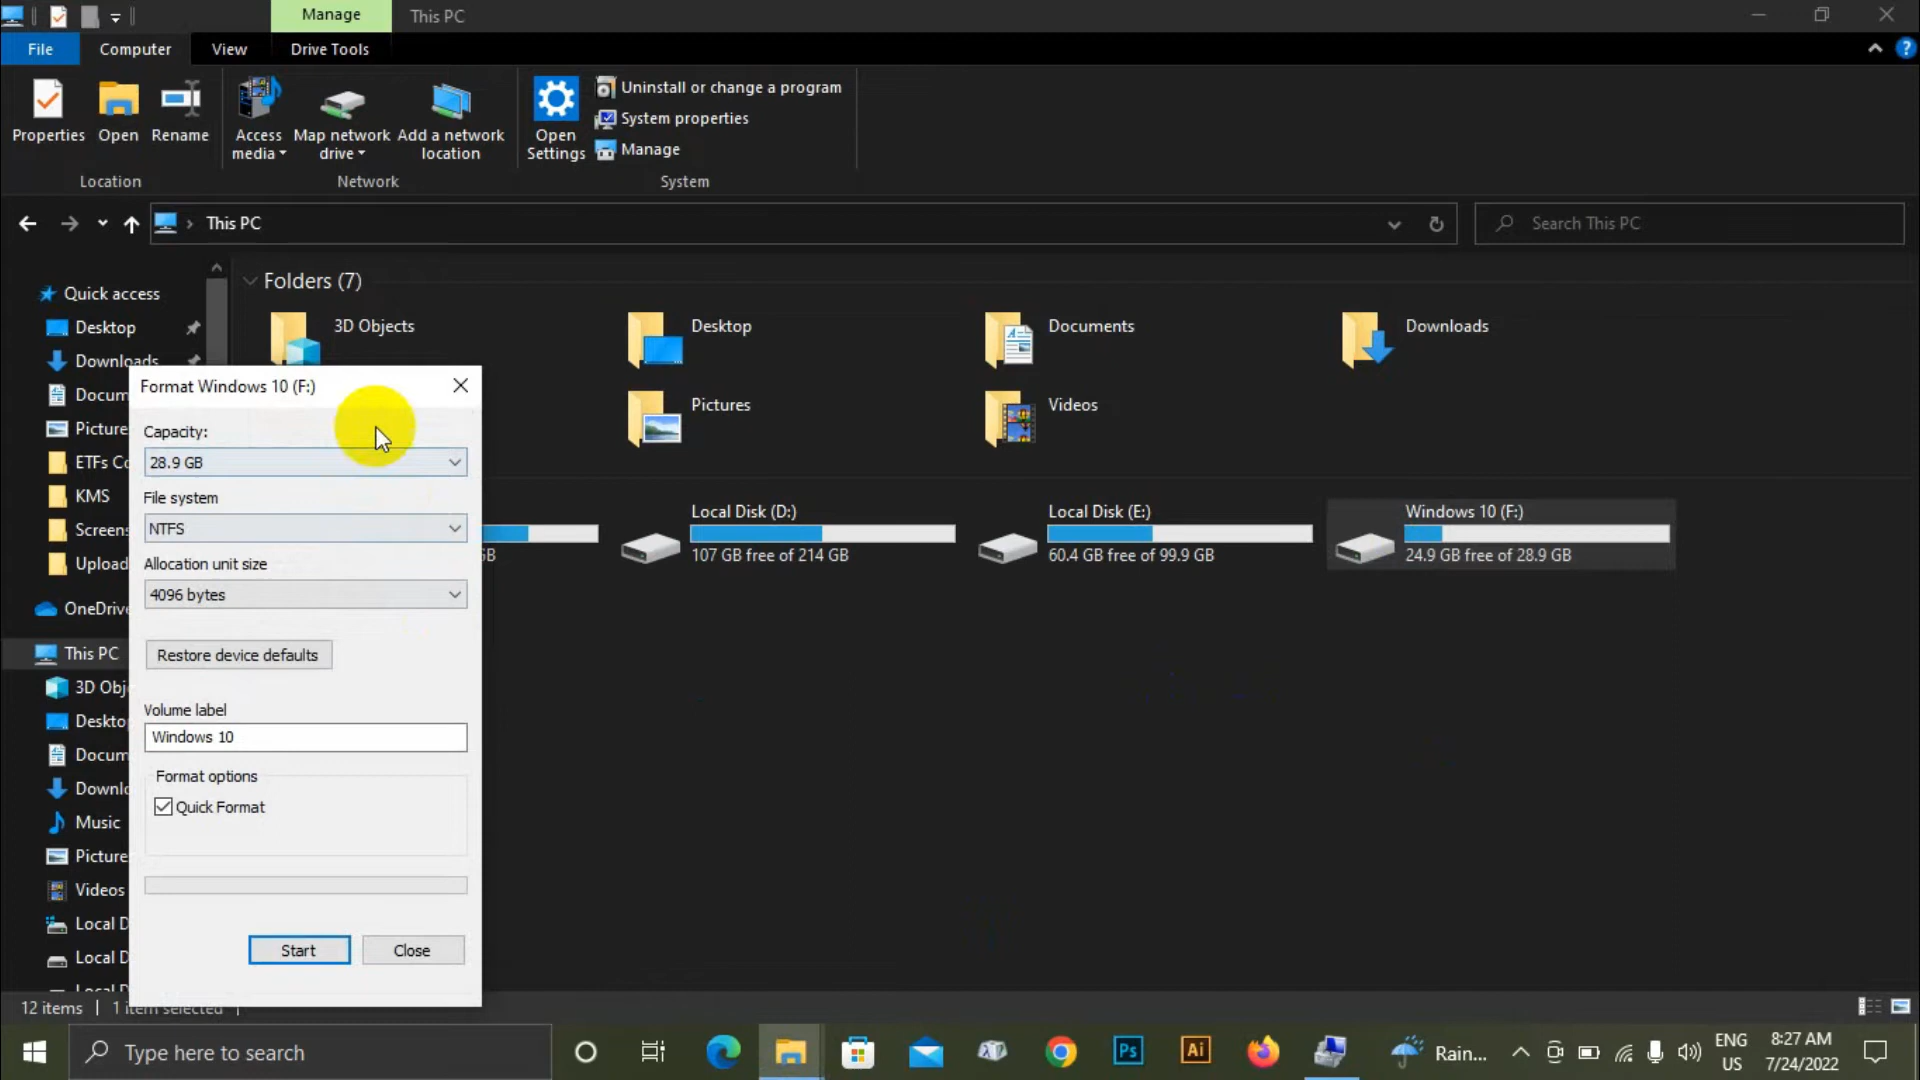 Manage
This PC
File
Computer
View
Drive Tools
Properties
Open
Rename
Access
media
Map network
drive
Add a network
location
Open
Settings
Uninstall or change a program
System properties
Manage
Location
Network
System
This PC
Search This PC
Quick access
Desktop
Downloads
Docum
Picture
ETFs Co
KMS
Screens
Upload
OneDrive
This PC
3D Obj
Deskto
Docum
Downlo
Music
Picture
Videos
Local D
Local D
Local D
Folders (7)
3D Objects
Desktop
Documents
Downloads
Pictures
Videos
GB
Local Disk (D:)
107 GB free of 214 GB
Local Disk (E:)
60.4 GB free of 99.9 GB
Windows 10 (F:)
24.9 GB free of 28.9 GB
Format Windows 10 (F:)
Capacity:
28.9 GB
File system
NTFS
Allocation unit size
4096 bytes
Restore device defaults
Volume label
Windows 10
Format options
Quick Format
Start
Close
12 items
1 item selected
Type here to search
Ps
Ai
Rain...
ENG
US
8:27 AM
7/24/2022